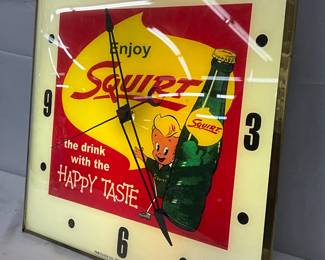 Enjoy
SQUIRT
SQUIRT
the drink
with the
HAPPY TASTE
9
3
6